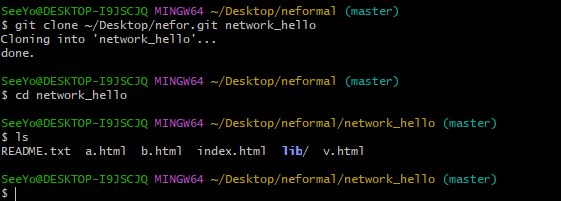 SeeYo@DESKTOP-I9JSCJQ MINGW64 ~/Desktop/neformal (master)
$ git clone ~/Desktop/nefor.git network_hello
Cloning into 'network_hello'...
done.
SeeYo@DESKTOP-I9JSCJQ MINGW64 ~/Desktop/neformal (master)
$ cd network_hello
SeeYo@DESKTOP-I9JSCJQ MINGW64 ~/Desktop/neformal/network_hello (master)
$ ls
README.txt  a.html  b.html  index.html  lib/  v.html
SeeYo@DESKTOP-I9JSCJQ MINGW64 ~/Desktop/neformal/network_hello (master)
$